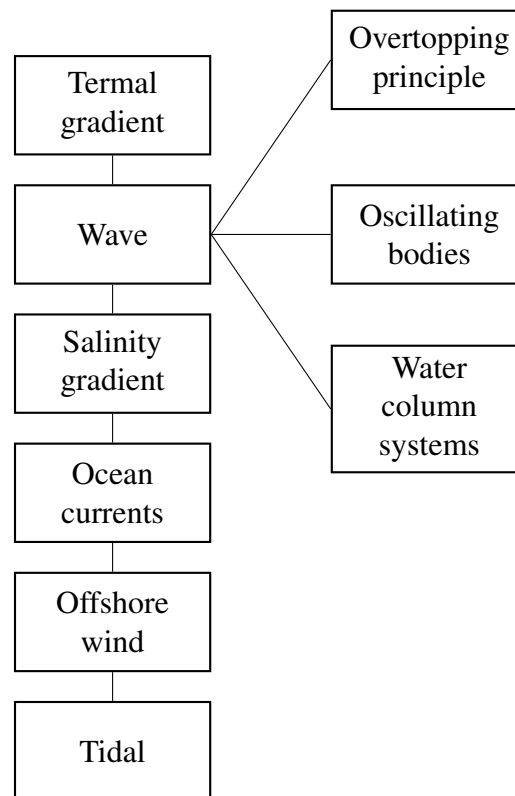 Termal
gradient
Wave
Salinity
gradient
Ocean
currents
Offshore
wind
Tidal
Overtopping
principle
Oscillating
bodies
Water
column
systems